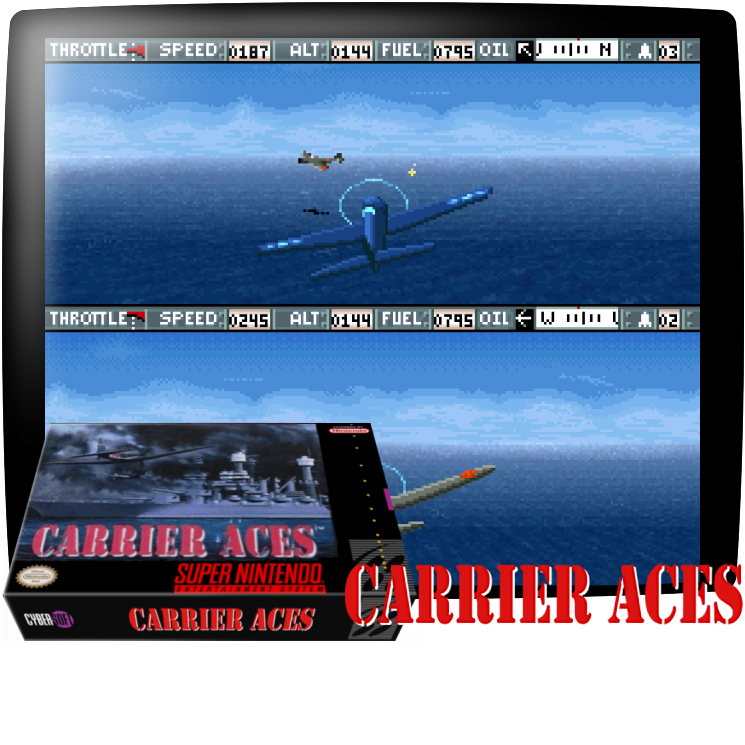 THROTTLE SPEED 0187 ALT 0144 FUEL 0795 OIL N 03
THROTTLE SPEED 0245 ALT 0144 FUEL 0795 OIL W 02
Nintendo
CARRIER ACES
SUPER NINTENDO
ENTERTAINMENT SYSTEM
CYBERSOFT
CARRIER ACES
CARRIER ACES